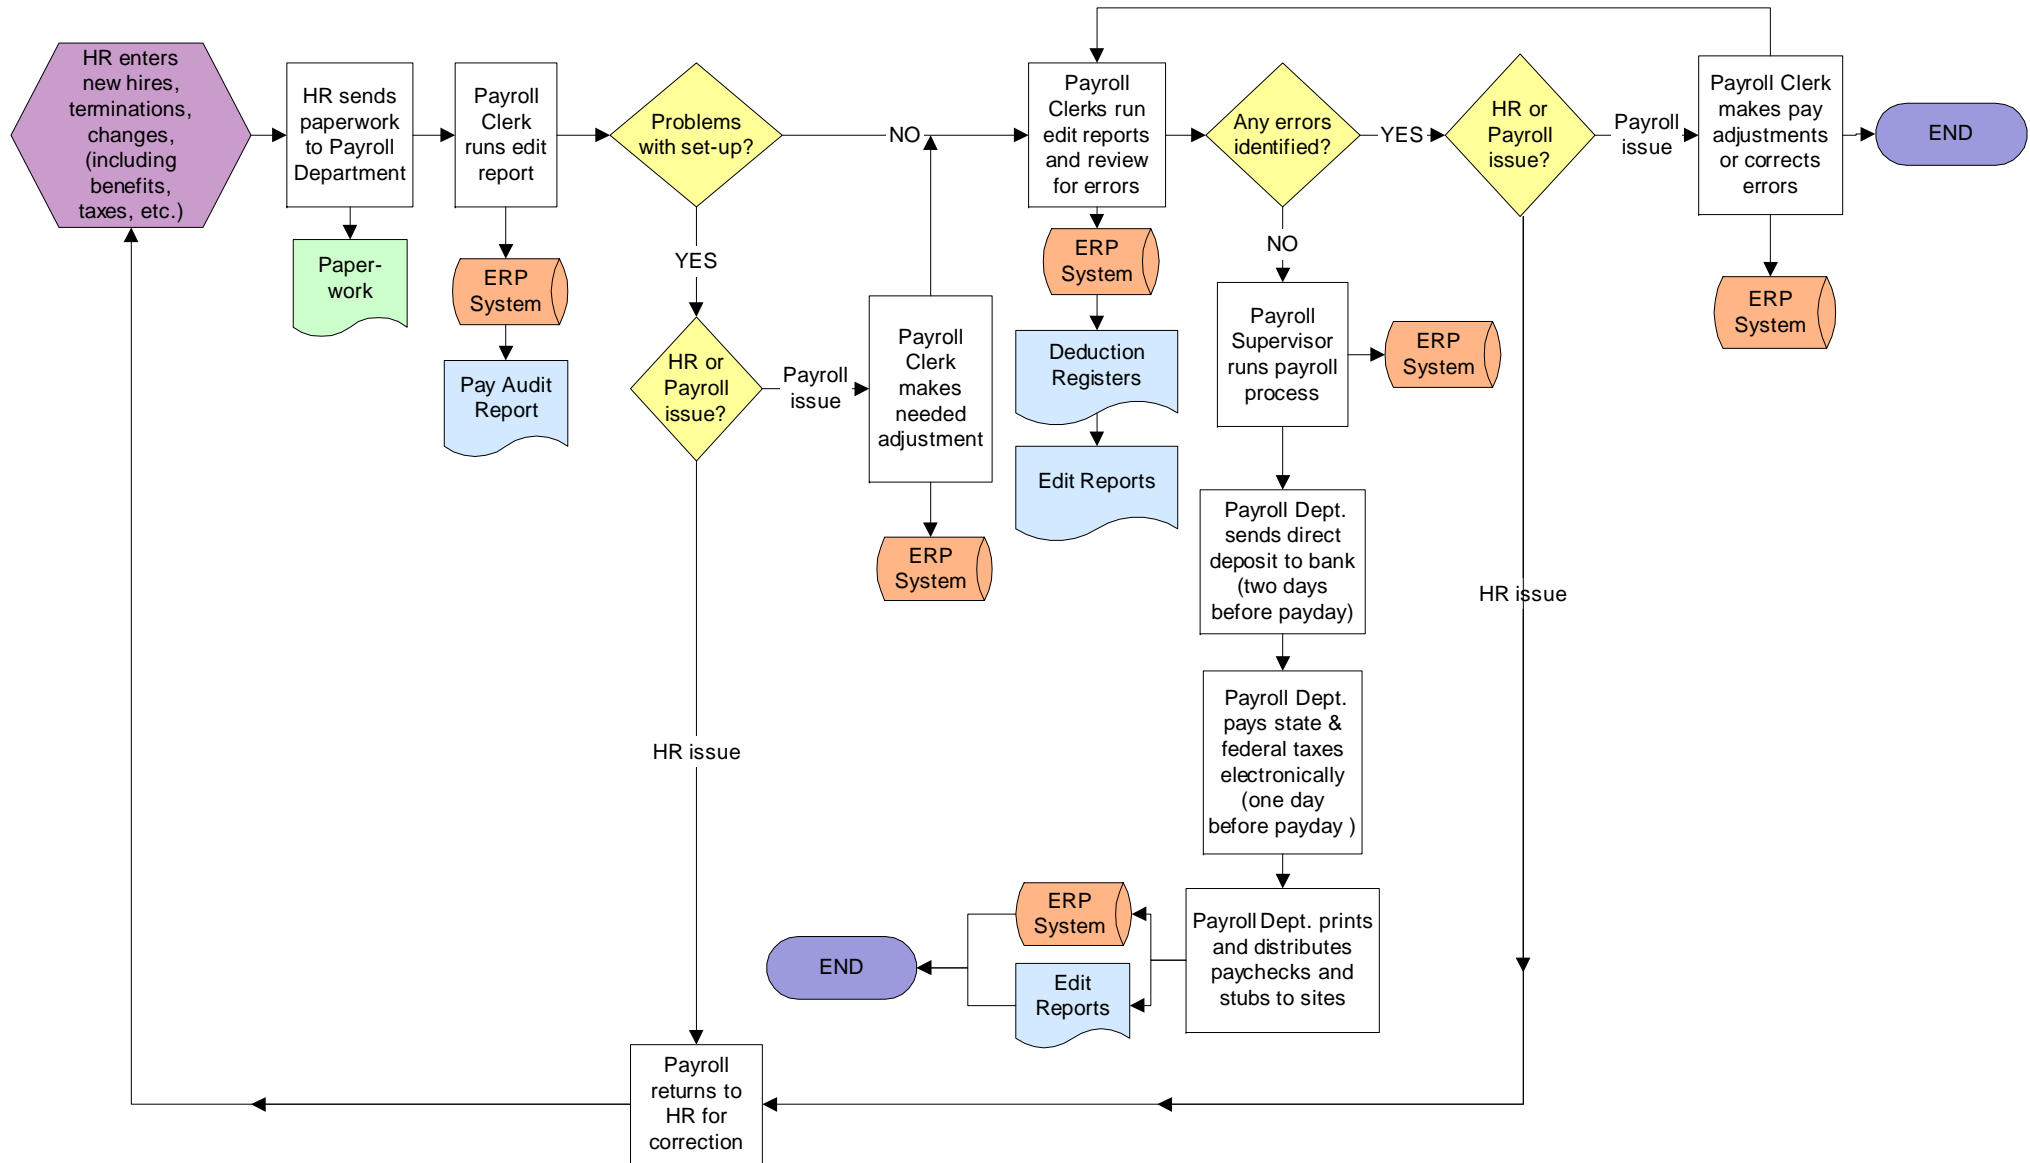 HR enters
new hires,
terminations,
changes,
(including
benefits,
taxes, etc.)
HR sends
paperwork
to Payroll
Department
Paper-
work
Payroll
Clerk
runs edit
report
ERP
System
Pay Audit
Report
Problems
with set-up?
NO
YES
HR or
Payroll
issue?
Payroll
issue
Payroll
Clerk
makes
needed
adjustment
ERP
System
HR issue
Payroll
returns to
HR for
correction
Payroll
Clerks run
edit reports
and review
for errors
ERP
System
Deduction
Registers
Edit Reports
Any errors
identified?
YES
NO
Payroll
Supervisor
runs payroll
process
ERP
System
Payroll Dept.
sends direct
deposit to bank
(two days
before payday)
Payroll Dept.
pays state &
federal taxes
electronically
(one day
before payday )
Payroll Dept. prints
and distributes
paychecks and
stubs to sites
ERP
System
Edit
Reports
END
HR or
Payroll
issue?
Payroll
issue
HR issue
Payroll Clerk
makes pay
adjustments
or corrects
errors
ERP
System
END